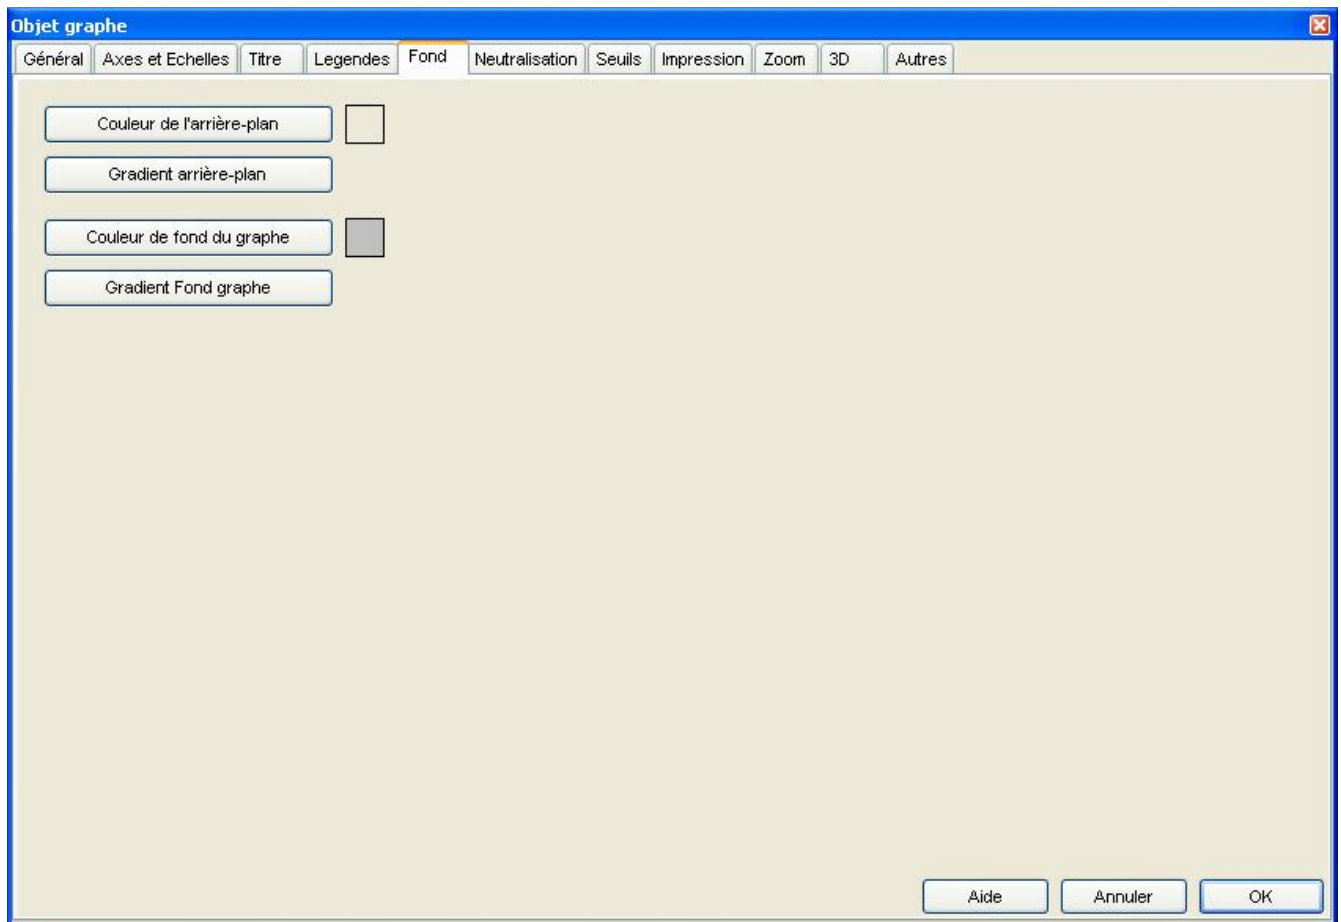 Objet graphe
Général Axes et Echelles Titre Legendes Fond Neutralisation Seuils Impression Zoom 3D Autres
Couleur de l'arrière-plan
Gradient arrière-plan
Couleur de fond du graphe
Gradient Fond graphe
Aide Annuler OK